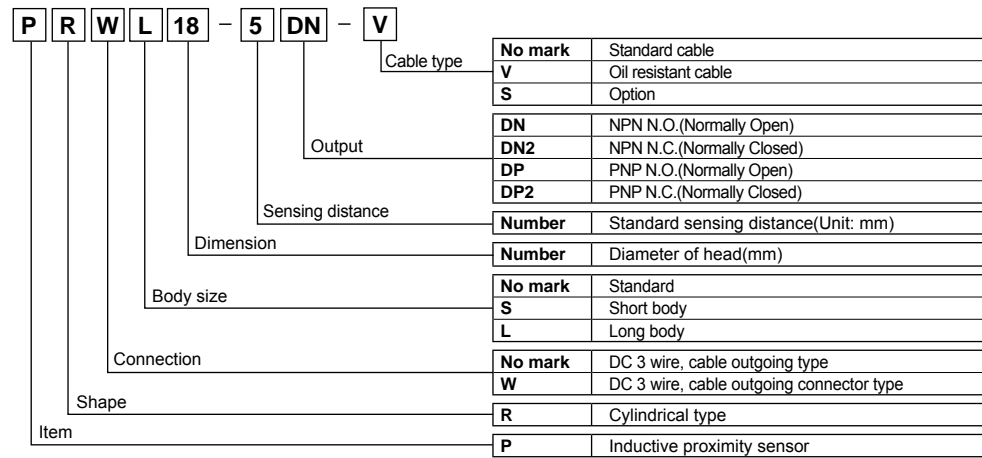 P R W L 18 – 5 DN – V
Cable type
No mark Standard cable
V Oil resistant cable
S Option
Output
DN NPN N.O.(Normally Open)
DN2 NPN N.C.(Normally Closed)
DP PNP N.O.(Normally Open)
DP2 PNP N.C.(Normally Closed)
Sensing distance
Number Standard sensing distance(Unit: mm)
Dimension
Number Diameter of head(mm)
Body size
No mark Standard
S Short body
L Long body
Connection
No mark DC 3 wire, cable outgoing type
W DC 3 wire, cable outgoing connector type
Shape
R Cylindrical type
Item
P Inductive proximity sensor